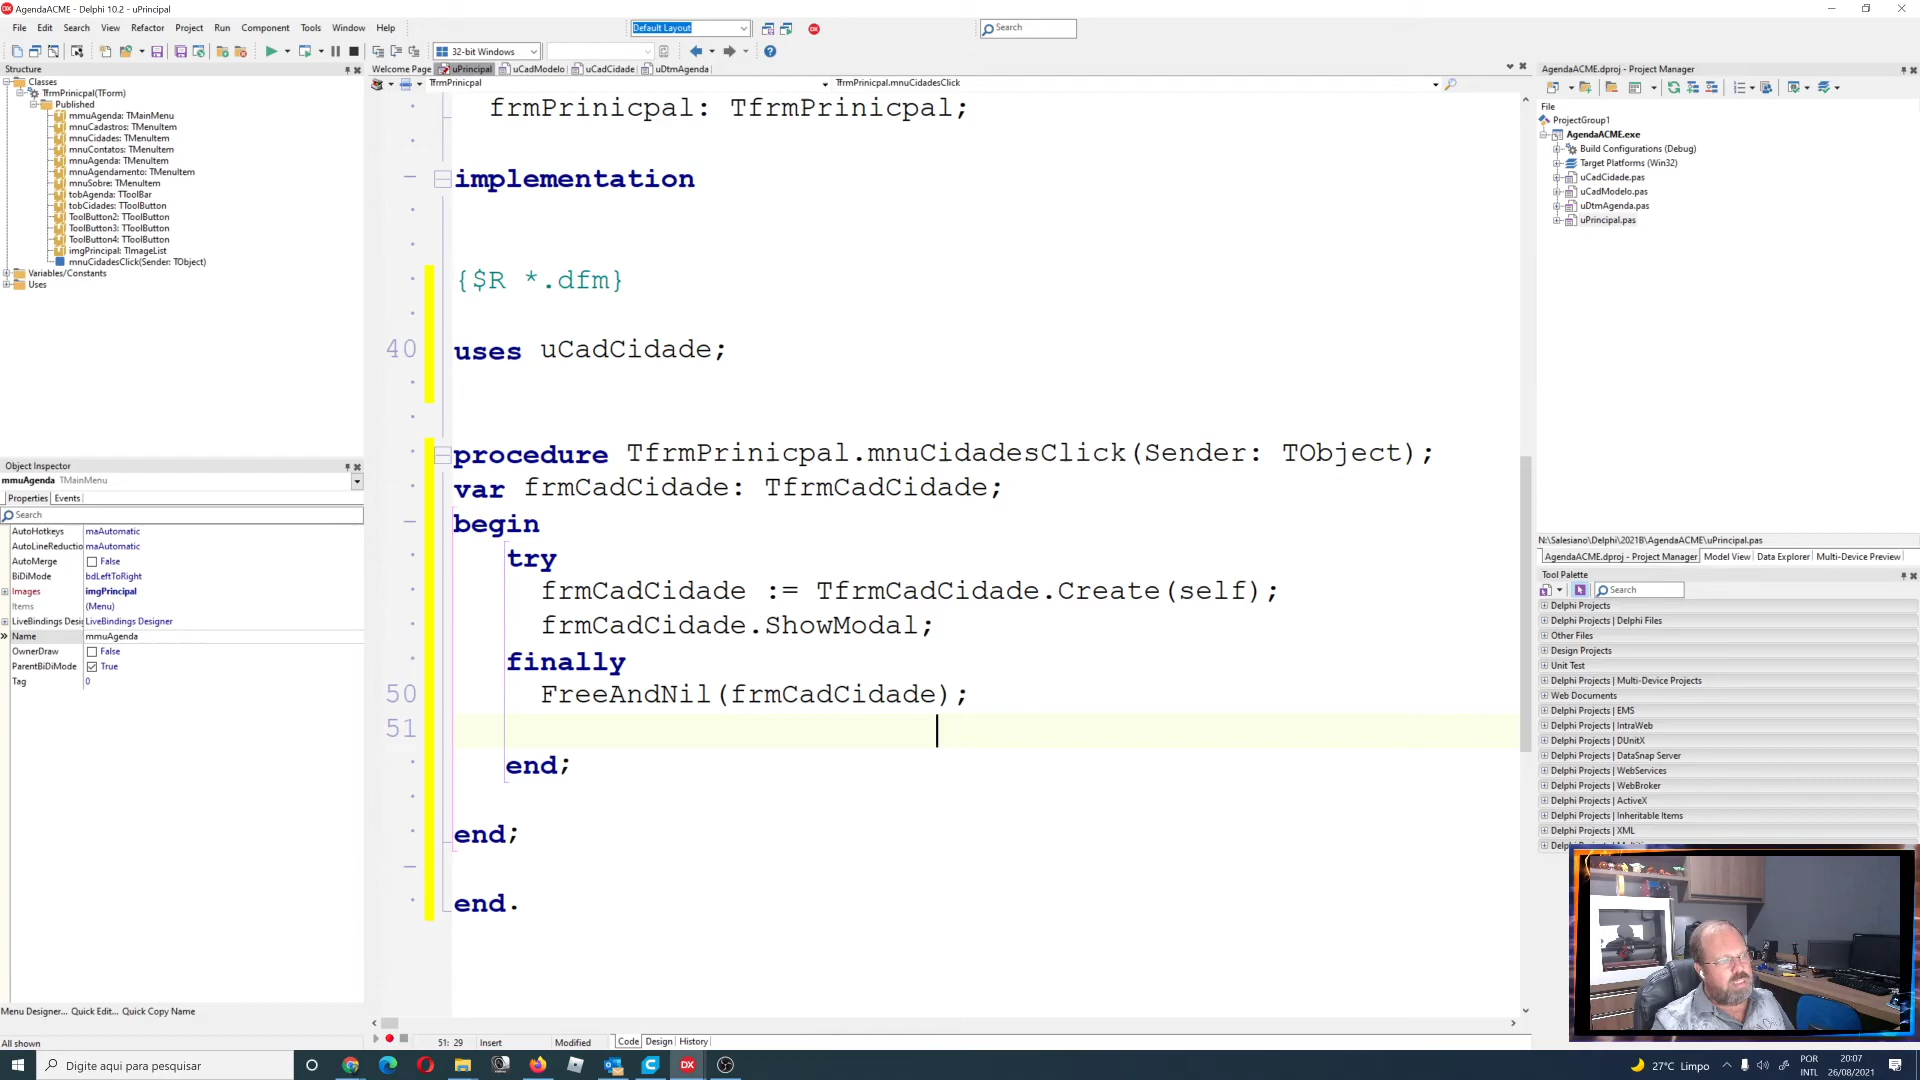 AgendaACME - Delphi 10.2 - uPrincipal
File Edit Search View Refactor Project Run Component Tools Window Help
Default Layout
Search
32-bit Windows
Structure
Classes
TfrmPrinicpal(TForm)
Published
mmuAgenda: TMainMenu
mnuCadastros: TMenuItem
mnuCidades: TMenuItem
mnuContatos: TMenuItem
mnuAgenda: TMenuItem
mnuAgendamento: TMenuItem
mnuSobre: TMenuItem
tobAgenda: TToolBar
tobCidades: TToolButton
ToolButton2: TToolButton
ToolButton3: TToolButton
ToolButton4: TToolButton
imgPrincipal: TImageList
mnuCidadesClick(Sender: TObject)
Variables/Constants
Uses
Object Inspector
mmuAgenda TMainMenu
Properties Events
Search
AutoHotkeys maAutomatic
AutoLineReductio maAutomatic
AutoMerge False
BiDiMode bdLeftToRight
Images imgPrincipal
Items (Menu)
LiveBindings Desig LiveBindings Designer
Name mmuAgenda
OwnerDraw False
ParentBiDiMode True
Tag 0
Menu Designer... Quick Edit... Quick Copy Name
All shown
Welcome Page uPrincipal uCadModelo uCadCidade uDtmAgenda
TfrmPrinicpal TfrmPrinicpal.mnuCidadesClick
frmPrinicpal: TfrmPrinicpal;
implementation
{$R *.dfm}
40 uses uCadCidade;
procedure TfrmPrinicpal.mnuCidadesClick(Sender: TObject);
var frmCadCidade: TfrmCadCidade;
begin
try
frmCadCidade := TfrmCadCidade.Create(self);
frmCadCidade.ShowModal;
finally
50 FreeAndNil(frmCadCidade);
51
end;
end;
end.
51: 29 Insert Modified Code Design History
AgendaACME.dproj - Project Manager
File
ProjectGroup1
AgendaACME.exe
Build Configurations (Debug)
Target Platforms (Win32)
uCadCidade.pas
uCadModelo.pas
uDtmAgenda.pas
uPrincipal.pas
N:\Salesiano\Delphi\2021B\AgendaACME\uPrincipal.pas
AgendaACME.dproj - Project Manager Model View Data Explorer Multi-Device Preview
Tool Palette
Search
Delphi Projects
Delphi Projects | Delphi Files
Other Files
Design Projects
Unit Test
Delphi Projects | Multi-Device Projects
Web Documents
Delphi Projects | EMS
Delphi Projects | IntraWeb
Delphi Projects | DUnitX
Delphi Projects | DataSnap Server
Delphi Projects | WebServices
Delphi Projects | WebBroker
Delphi Projects | ActiveX
Delphi Projects | Inheritable Items
Delphi Projects | XML
Digite aqui para pesquisar
27°C Limpo
POR
INTL
20:07
26/08/2021